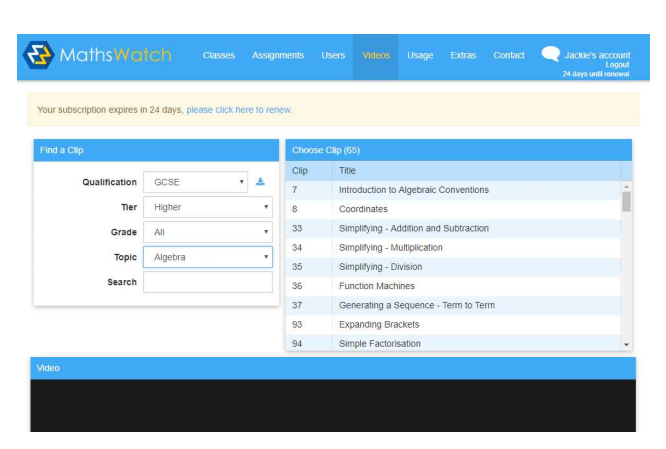 MathsWatch
Classes Assignments Users Videos Usage Extras Contact Jackie's account
Logout
24 days until renewal
Your subscription expires in 24 days, please click here to renew.
Find a Clip
Qualification GCSE
Tier Higher
Grade All
Topic Algebra
Search
Choose Clip (65)
Clip Title
7 Introduction to Algebraic Conventions
8 Coordinates
33 Simplifying - Addition and Subtraction
34 Simplifying - Multiplication
35 Simplifying - Division
36 Function Machines
37 Generating a Sequence - Term to Term
93 Expanding Brackets
94 Simple Factorisation
Video